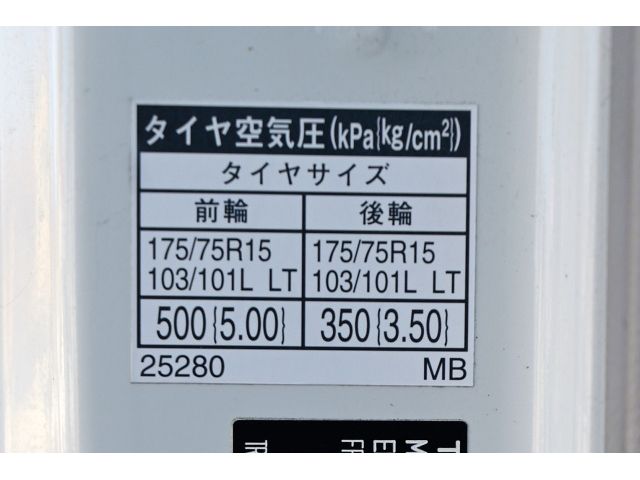 タイヤ空気圧(kPa{kg/cm²})
タイヤサイズ
前輪 後輪
175/75R15 175/75R15
103/101L LT 103/101L LT
500{5.00} 350{3.50}
25280 MB